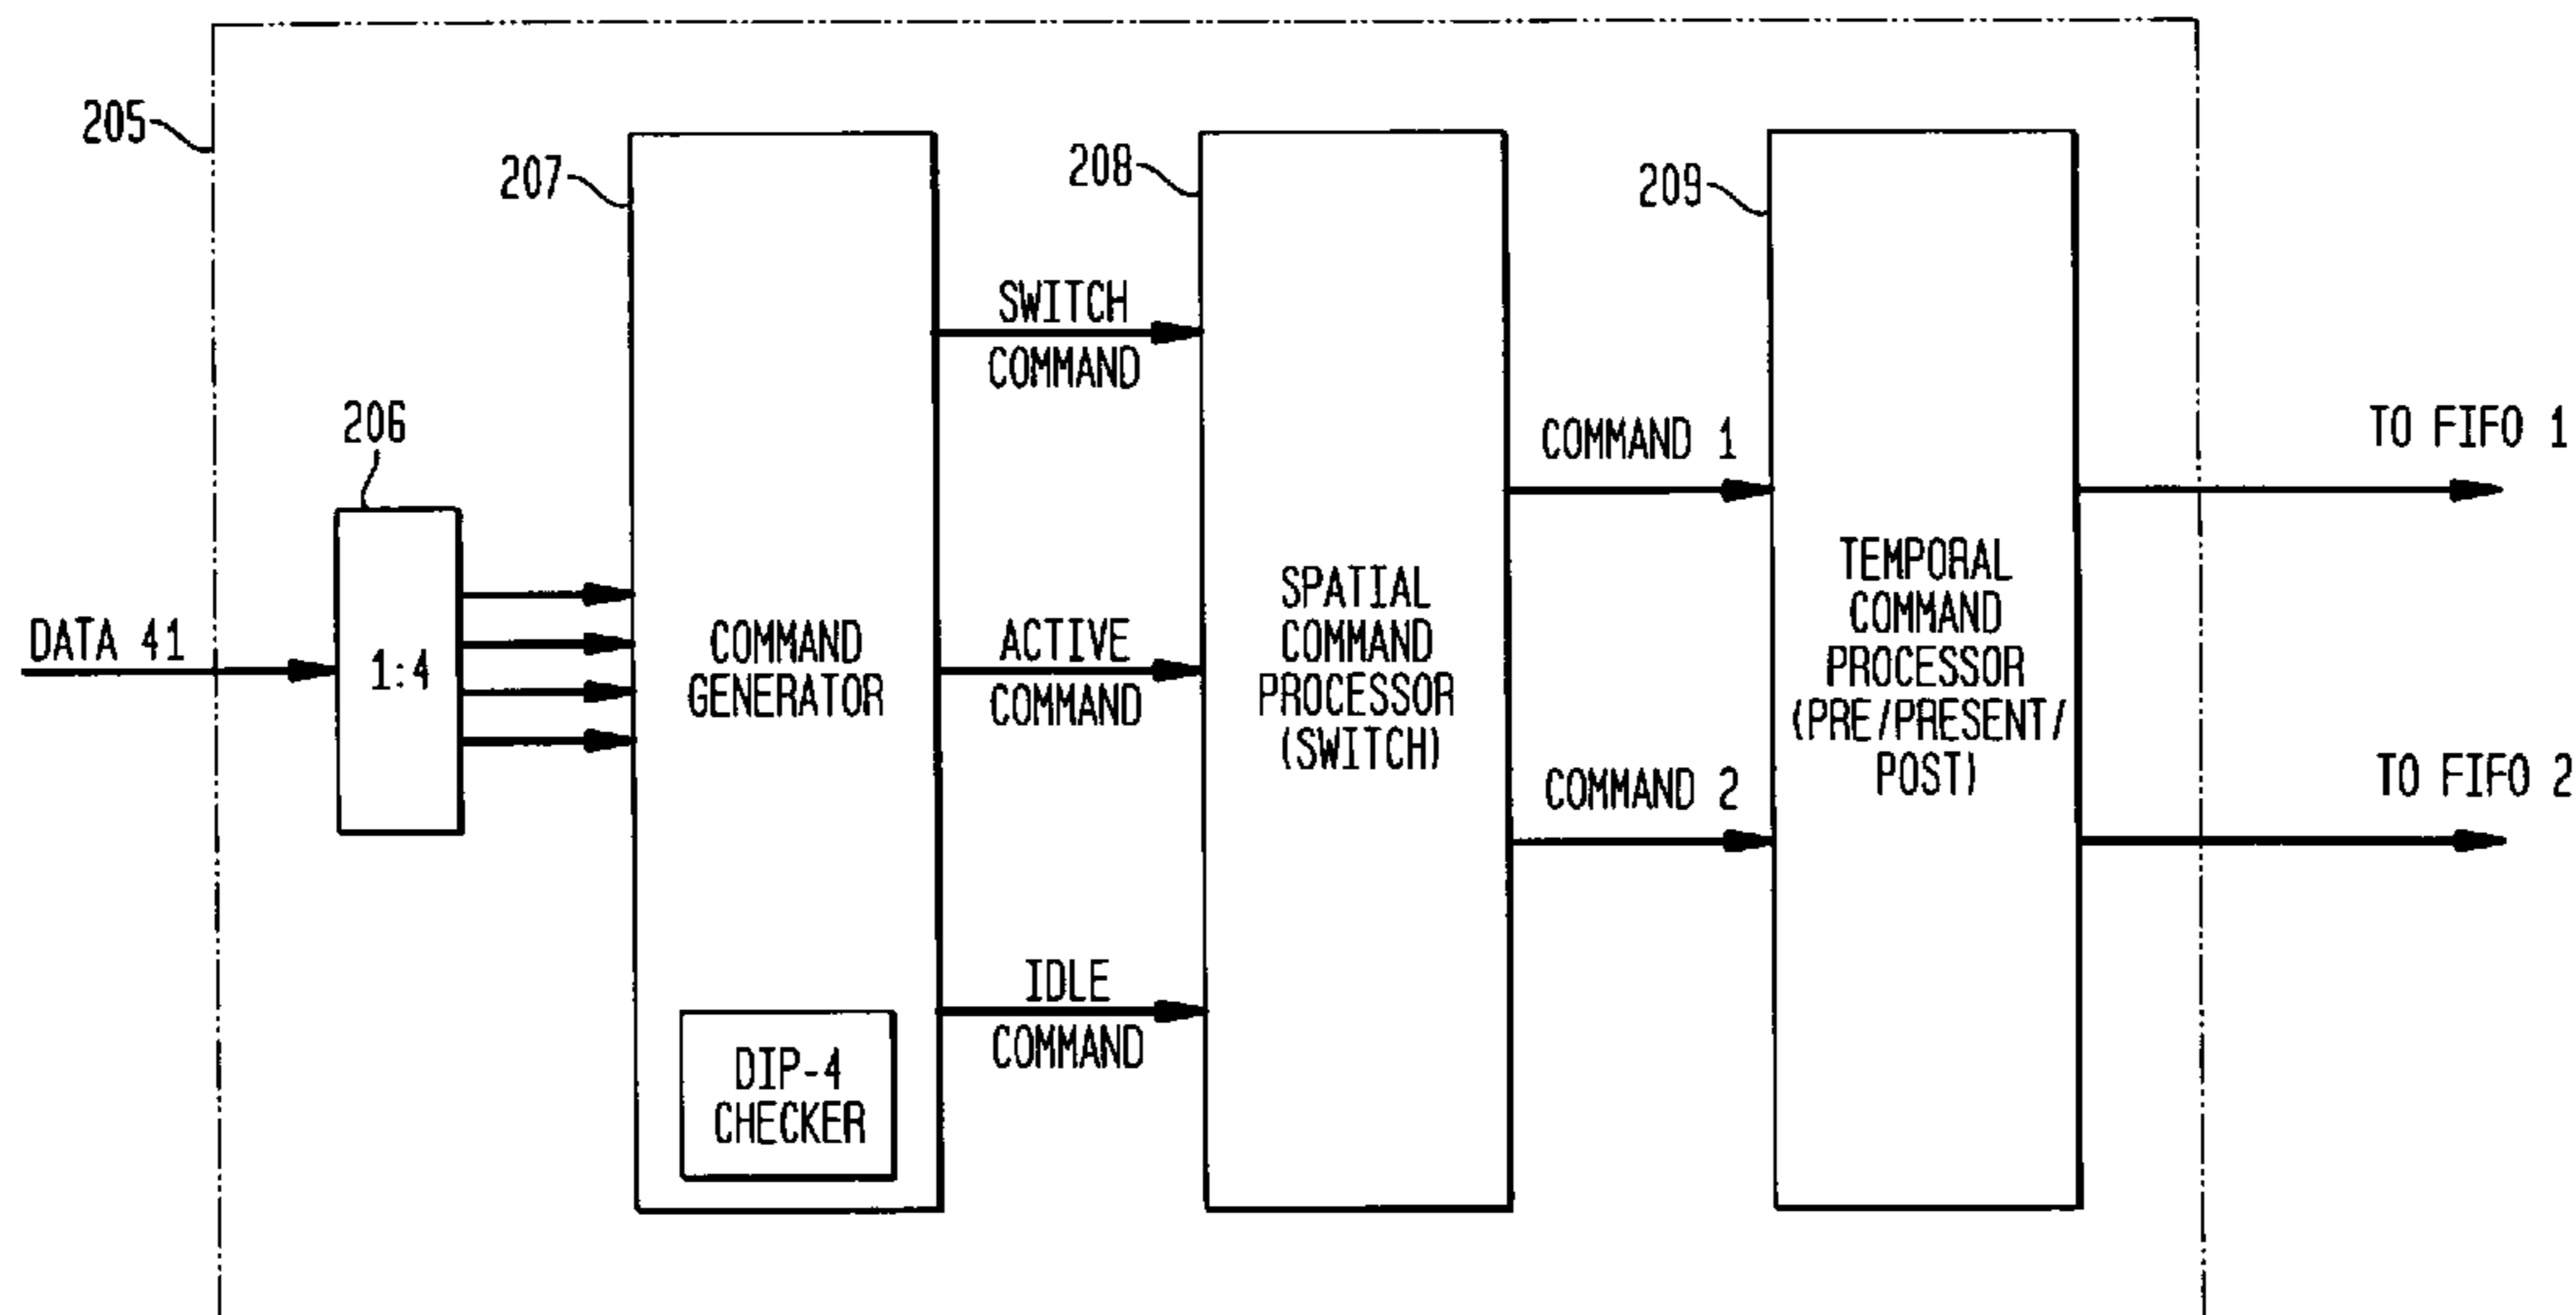 205
207
208
209
206
DATA 41
1:4
COMMAND
GENERATOR
DIP-4
CHECKER
SWITCH
COMMAND
ACTIVE
COMMAND
IDLE
COMMAND
SPATIAL
COMMAND
PROCESSOR
(SWITCH)
COMMAND 1
COMMAND 2
TEMPORAL
COMMAND
PROCESSOR
(PRE/PRESENT/
POST)
TO FIFO 1
TO FIFO 2